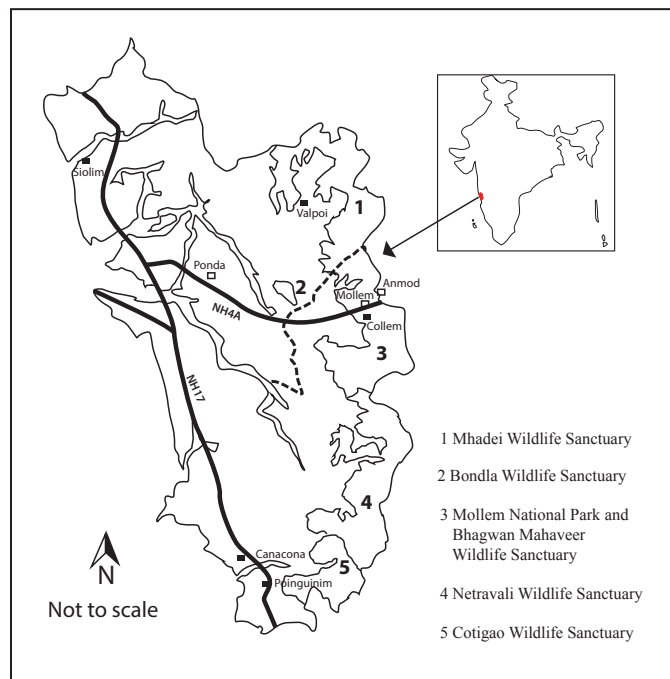 Siolim
Valpoi
1
Ponda
2
Anmod
Mollem
NH4A
Collem
3
NH17
1 Mhadei Wildlife Sanctuary
2 Bondla Wildlife Sanctuary
3 Mollem National Park and
Bhagwan Mahaveer
Wildlife Sanctuary
4
4 Netravali Wildlife Sanctuary
N
Canacona
5
Poinguinim
Not to scale
5 Cotigao Wildlife Sanctuary